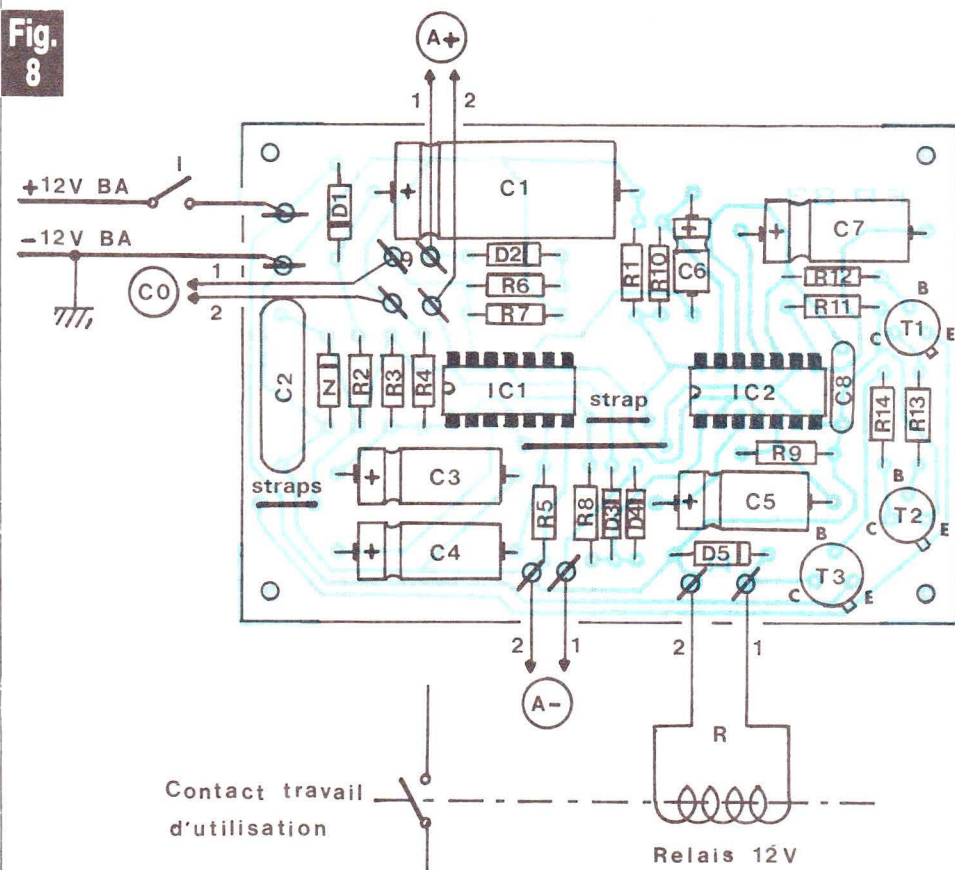 Fig.
8
A+
1 2
I
+12V BA
-12V BA
1
CO
2
D1
+ C1
D2
R6
R7
R1
R10
+
C6
+ C7
R12
R11
B
C T1 E
C2
Z
R2
R3
R4
IC1
strap
IC2
C8
R14
R13
R9
straps
+ C3
+ C4
R5
R8
D3
D4
+ C5
D5
B
C T2 E
B
C T3 E
2 1
A-
2 1
R
Contact travail
d'utilisation
Relais 12V